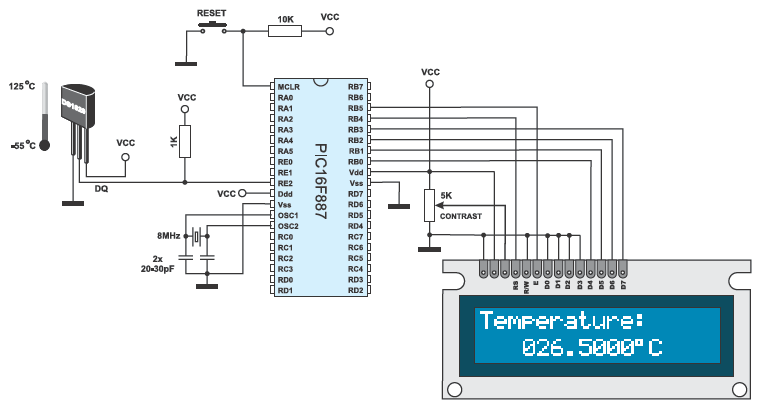 RESET
10K
VCC
125°C
-55°C
DS1820
VCC
DQ
VCC
1K
VCC
8MHz
2x
20-30pF
MCLR
RA0
RA1
RA2
RA3
RA4
RA5
RE0
RE1
RE2
Ddd
Vss
OSC1
OSC2
RC0
RC1
RC2
RC3
RD0
RD1
PIC16F887
RB7
RB6
RB5
RB4
RB3
RB2
RB1
RB0
Vdd
Vss
RD7
RD6
RD5
RD4
RC7
RC6
RC5
RC4
RD3
RD2
VCC
5K
CONTRAST
RS
R/W
E
D0
D1
D2
D3
D4
D5
D6
D7
Temperature:
026.5000°C